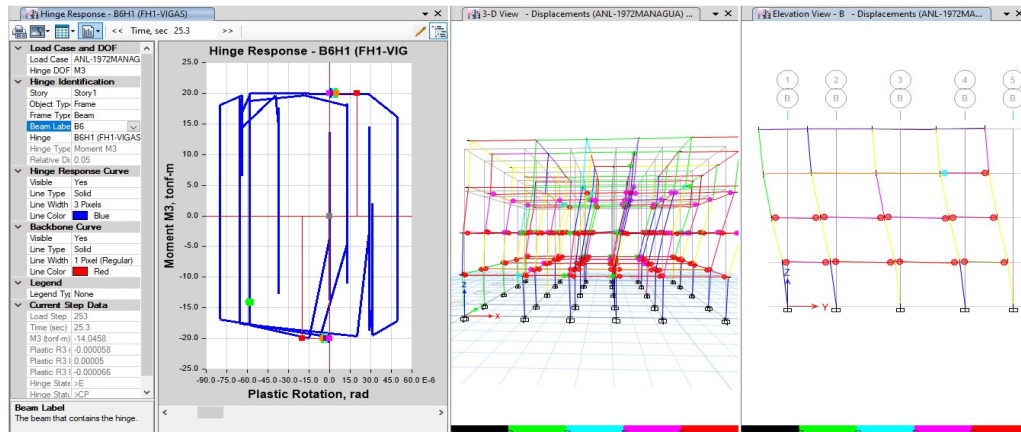 Hinge Response - B6H1 (FH1-VIGAS)
<< Time, sec 25.3 >>
Load Case and DOF
Load Case ANL-1972MANAG
Hinge DOF M3
Hinge Identification
Story Story1
Object Typ Frame
Frame Type Beam
Beam Labe B6
Hinge B6H1 (FH1-VIGAS
Hinge Type Moment M3
Relative Di 0.05
Hinge Response Curve
Visible Yes
Line Type Solid
Line Width 3 Pixels
Line Color Blue
Backbone Curve
Visible Yes
Line Type Solid
Line Width 1 Pixel (Regular)
Line Color Red
Legend
Legend Typ None
Current Step Data
Load Step 253
Time (sec) 25.3
M3 (tonf-m) -14.0458
Plastic R3 -0.000058
Plastic R3 0.00005
Plastic R3 -0.000066
Hinge State >E
Hinge Statu >CP
Beam Label
The beam that contains the hinge.
Hinge Response - B6H1 (FH1-VIG
25.0
20.0
15.0
10.0
5.0
0.0
-5.0
-10.0
-15.0
-20.0
-25.0
Moment M3, tonf-m
-90.0 -75.0 -60.0 -45.0 -30.0 -15.0 0.0 15.0 30.0 45.0 60.0 E-6
Plastic Rotation, rad
3-D View - Displacements (ANL-1972MANAGUA) ...
Z
X
Elevation View - B - Displacements (ANL-1972MA...
1 2 3 4 5
B B B B B
Z
Y